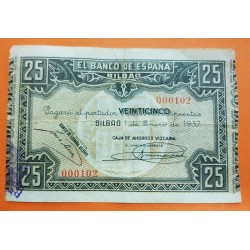 EL BANCO DE ESPAÑA
BILBAO
25 25
000102
Pagará al portador VEINTICINCO pesetas
BILBAO 1 de Enero de 1937
CAJA DE AHORROS VIZCAINA
000102
25 25